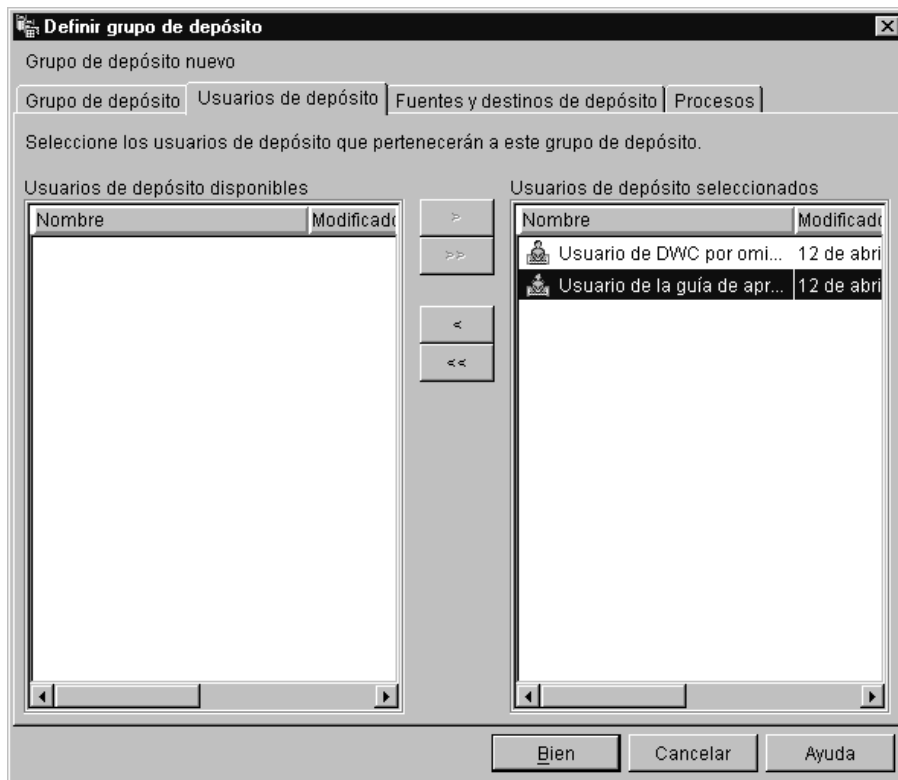 Definir grupo de depósito
Grupo de depósito nuevo
Grupo de depósito Usuarios de depósito Fuentes y destinos de depósito Procesos
Seleccione los usuarios de depósito que pertenecerán a este grupo de depósito.
Usuarios de depósito disponibles
Nombre Modificado
>
>>
<
<<
Usuarios de depósito seleccionados
Nombre Modificado
Usuario de DWC por omi... 12 de abri
Usuario de la guía de apr... 12 de abri
Bien Cancelar Ayuda